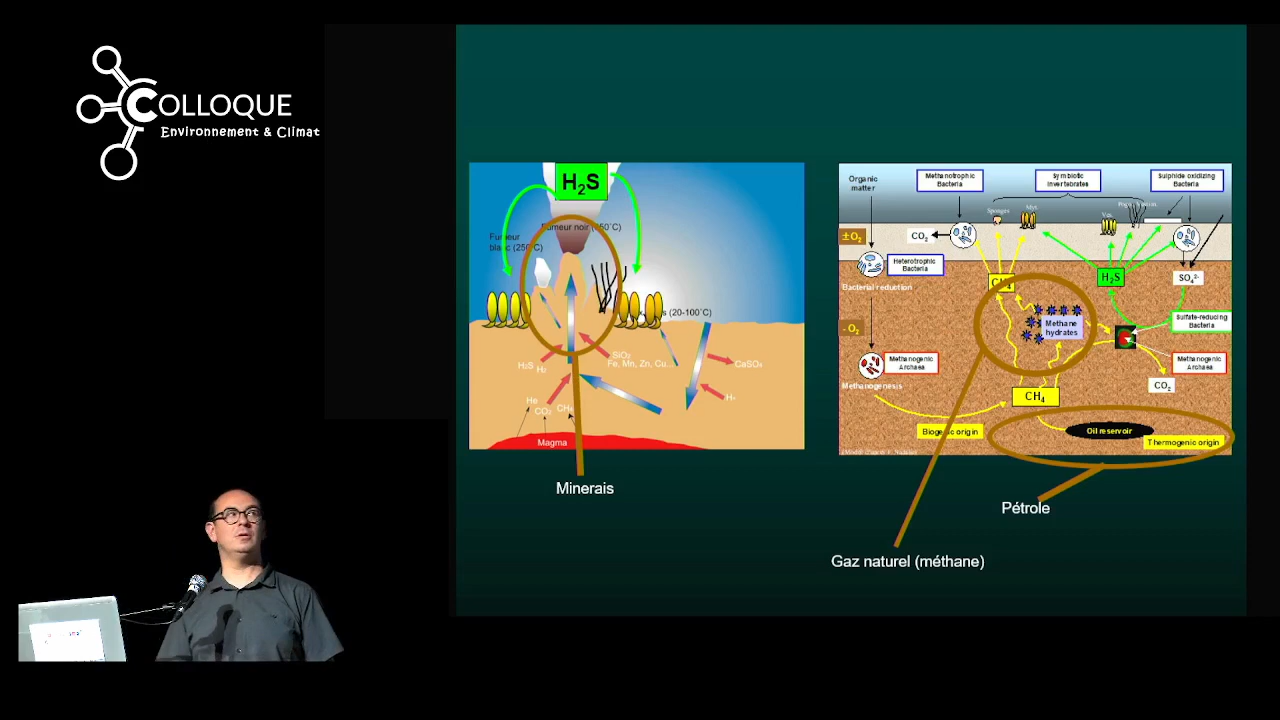 COLLOQUE
Environnement & Climat
H₂S
Fumeur noir (350°C)
Fumeur
blanc (250°C)
(20-100°C)
SiO₂
Fe, Mn, Zn, Cu...
H₂S H₂
CaSO₄
H+
He
CO₂
CH₄
Magma
Minerais
Organic
matter
Methanotrophic
Bacteria
Symbiotic
Invertebrates
Sulphide oxidizing
Bacteria
Sponges
Myt.
Ves.
±O₂
CO₂
Heterotrophic
Bacteria
Bacterial reduction
CH₄
H₂S
SO₄²⁻
Methane
hydrates
Sulfate-reducing
Bacteria
- O₂
Methanogenic
Archaea
Methanogenic
Archaea
Methanogenesis
CO₂
CH₄
Biogenic origin
Oil reservoir
Thermogenic origin
Pétrole
Gaz naturel (méthane)